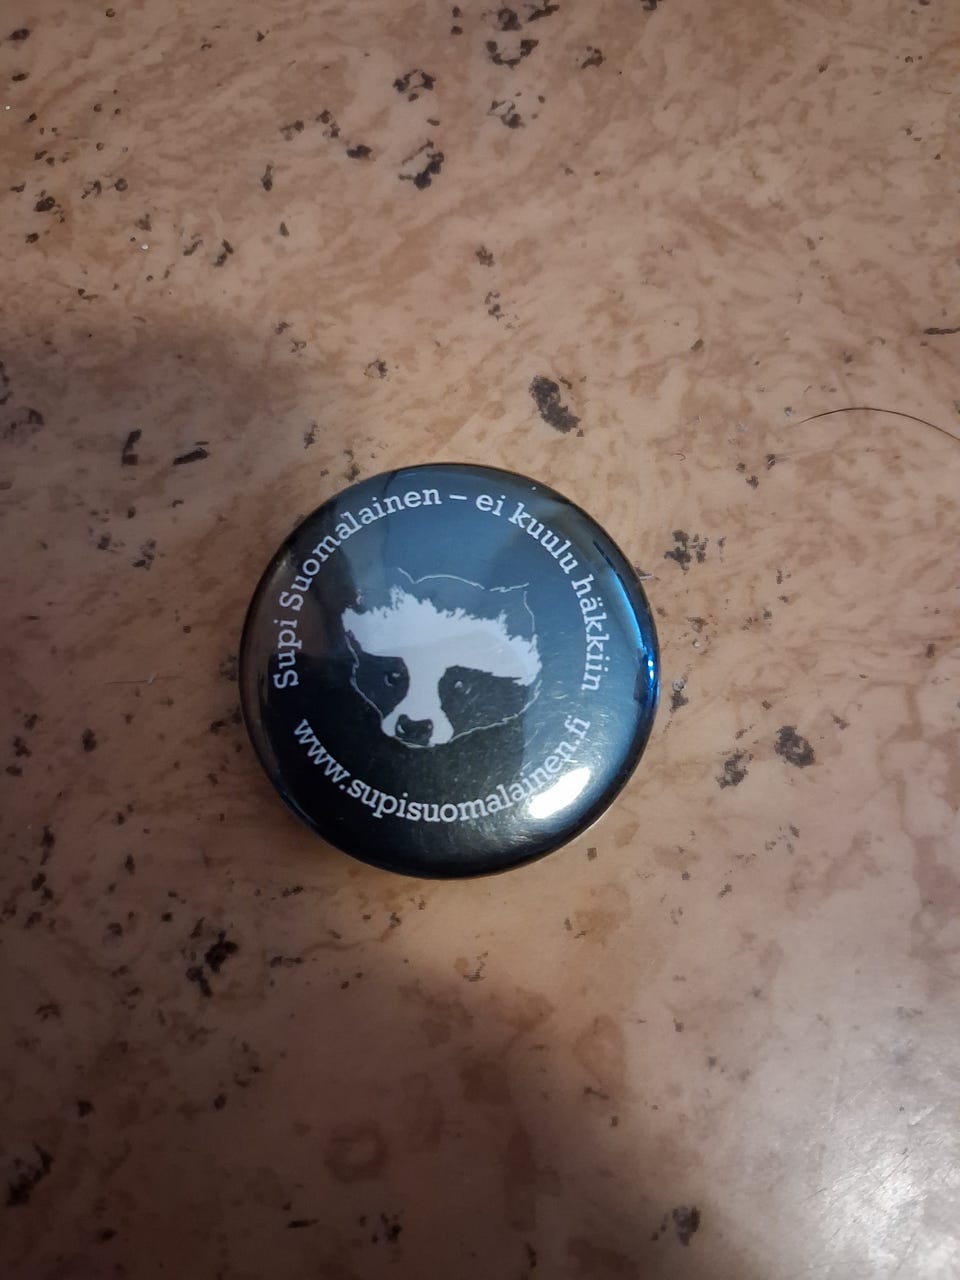 Supi Suomalainen – ei kuulu häkkiin
www.supisuomalainen.fi